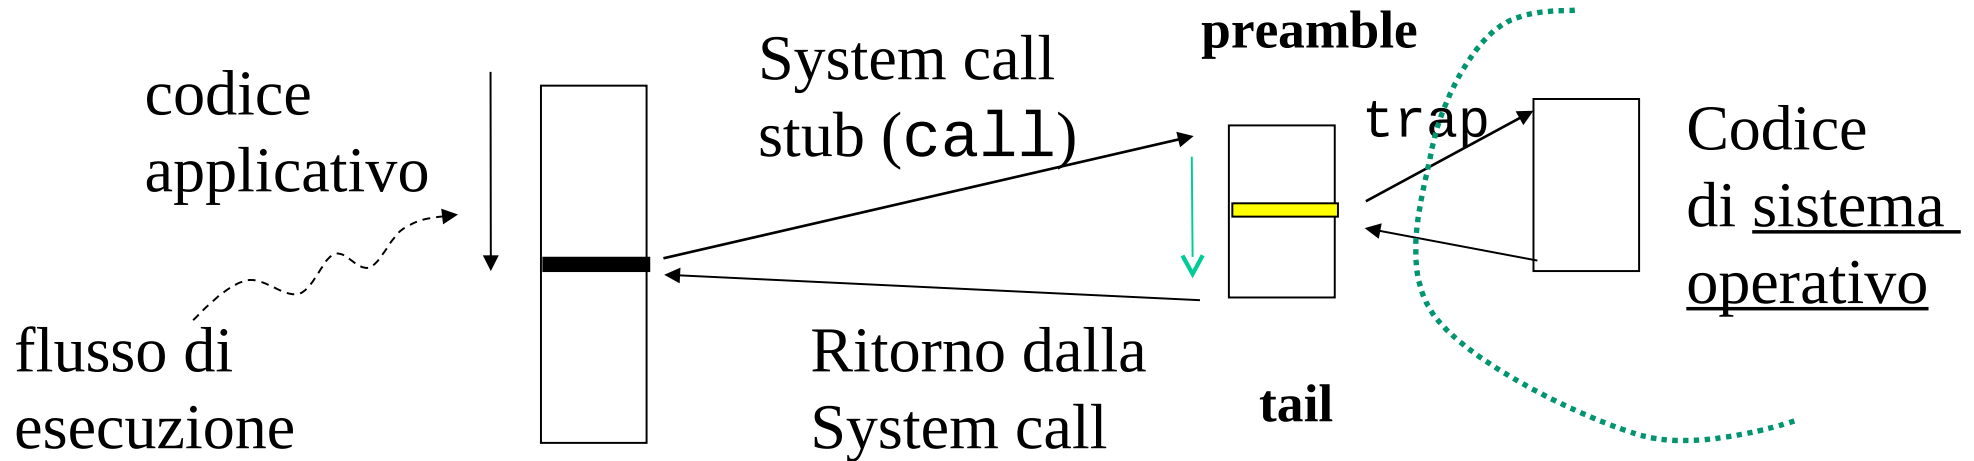 codice
applicativo
flusso di
esecuzione
System call
stub (call)
Ritorno dalla
System call
preamble
tail
trap
Codice
di sistema
operativo